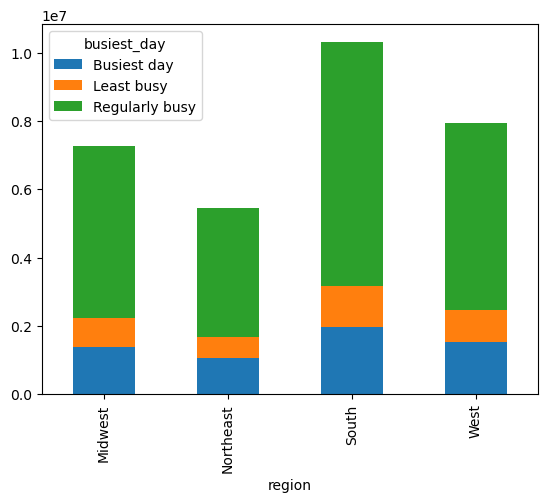 1e7
busiest_day
Busiest day
Least busy
Regularly busy
1.0
0.8
0.6
0.4
0.2
0.0
Midwest
Northeast
South
West
region